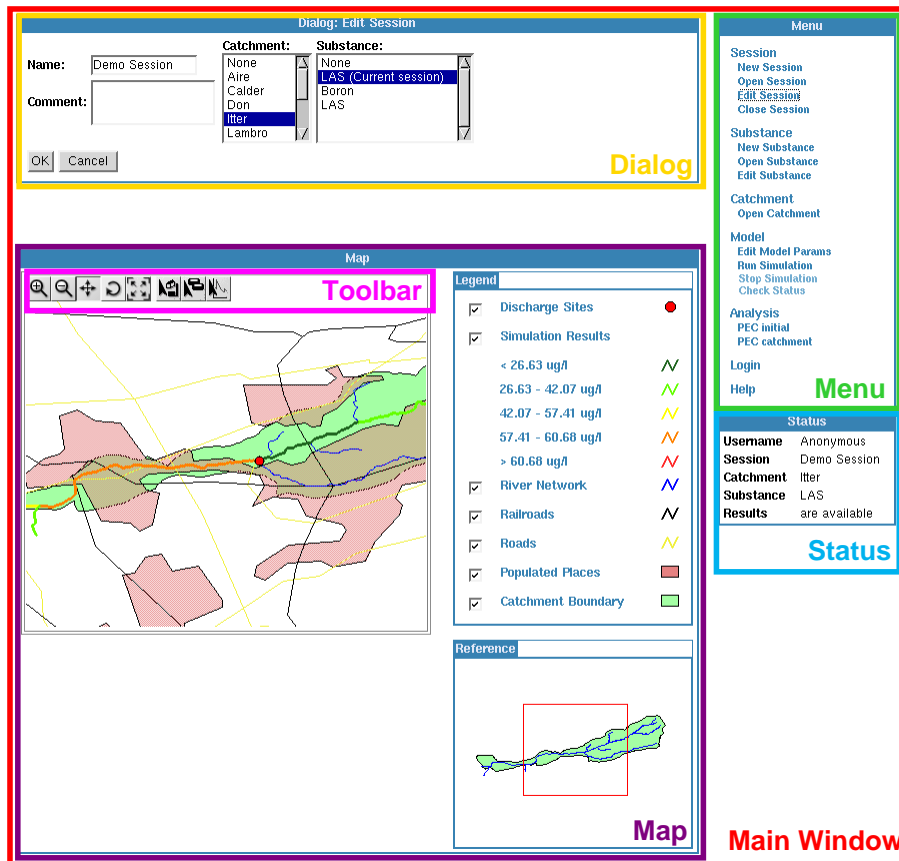 Dialog: Edit Session
Name:
Demo Session
Comment:
Catchment:
None
Aire
Calder
Don
Itter
Lambro
Substance:
None
LAS (Current session)
Boron
LAS
OK
Cancel
Dialog
Menu
Session
New Session
Open Session
Edit Session
Close Session
Substance
New Substance
Open Substance
Edit Substance
Catchment
Open Catchment
Model
Edit Model Params
Run Simulation
Stop Simulation
Check Status
Analysis
PEC initial
PEC catchment
Login
Help
Menu
Status
Username Anonymous
Session Demo Session
Catchment Itter
Substance LAS
Results are available
Status
Map
Toolbar
Legend
Discharge Sites
Simulation Results
< 26.63 ug/l
26.63 - 42.07 ug/l
42.07 - 57.41 ug/l
57.41 - 60.68 ug/l
> 60.68 ug/l
River Network
Railroads
Roads
Populated Places
Catchment Boundary
Reference
Map
Main Window